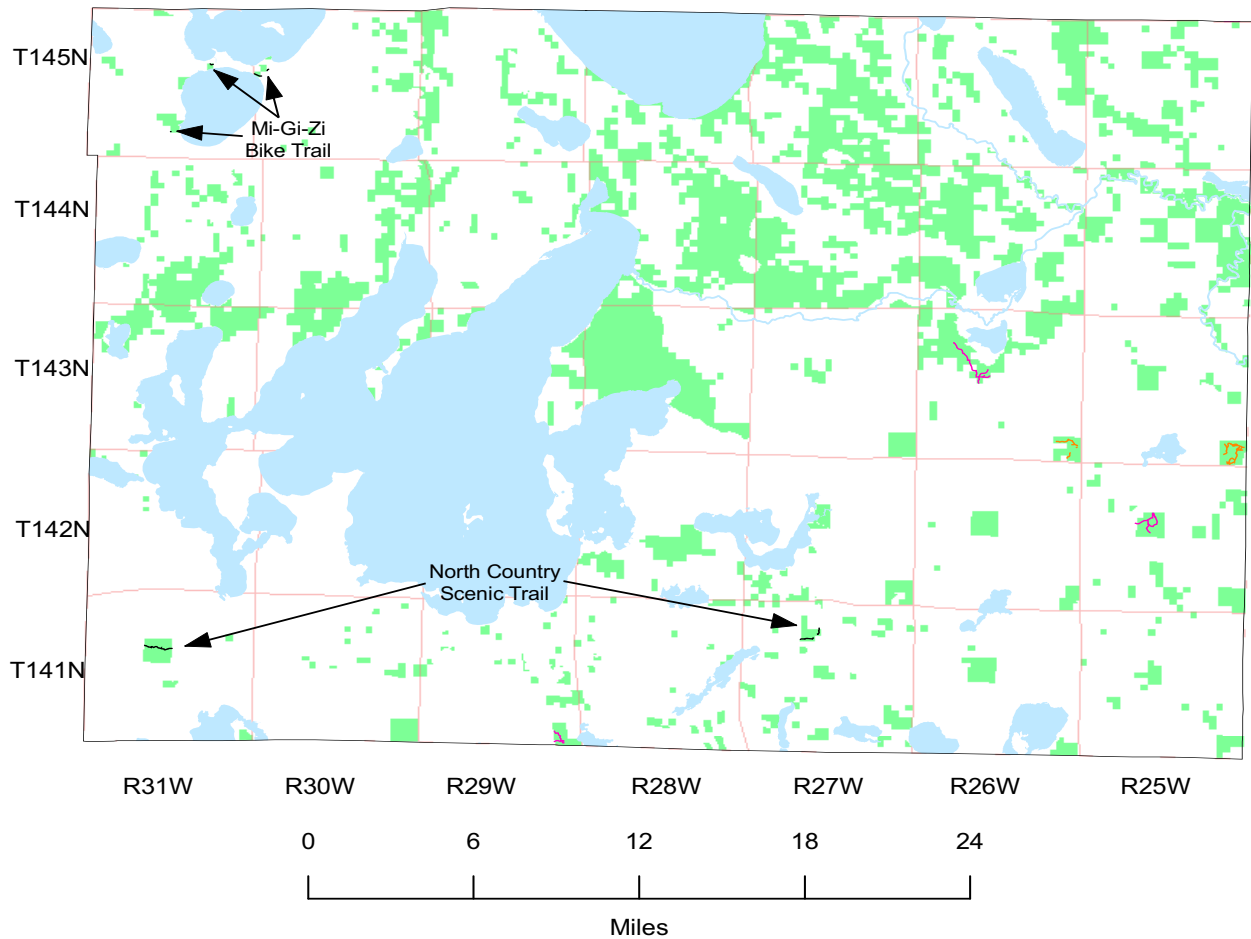 T145N
Mi-Gi-Zi
Bike Trail
T144N
T143N
T142N
North Country
Scenic Trail
T141N
R31W R30W R29W R28W R27W R26W R25W
0 6 12 18 24
Miles